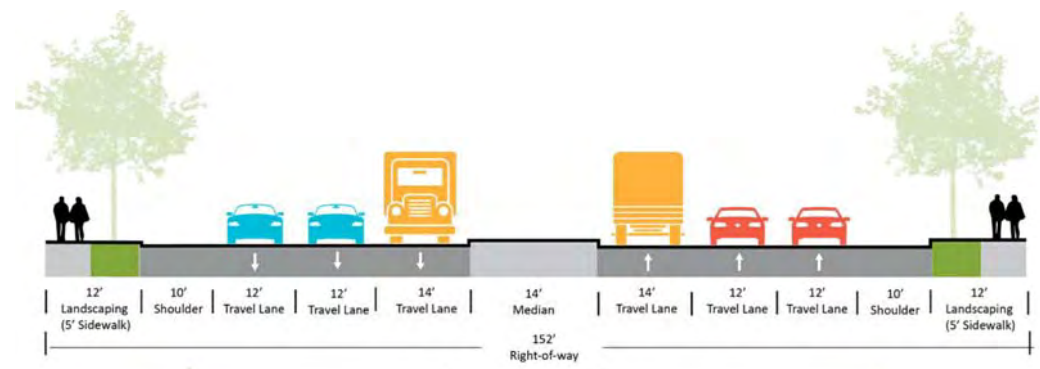 12’
Landscaping
(5’ Sidewalk)
10’
Shoulder
12’
Travel Lane
12’
Travel Lane
14’
Travel Lane
14’
Median
14’
Travel Lane
12’
Travel Lane
12’
Travel Lane
10’
Shoulder
12’
Landscaping
(5’ Sidewalk)
152’
Right-of-way